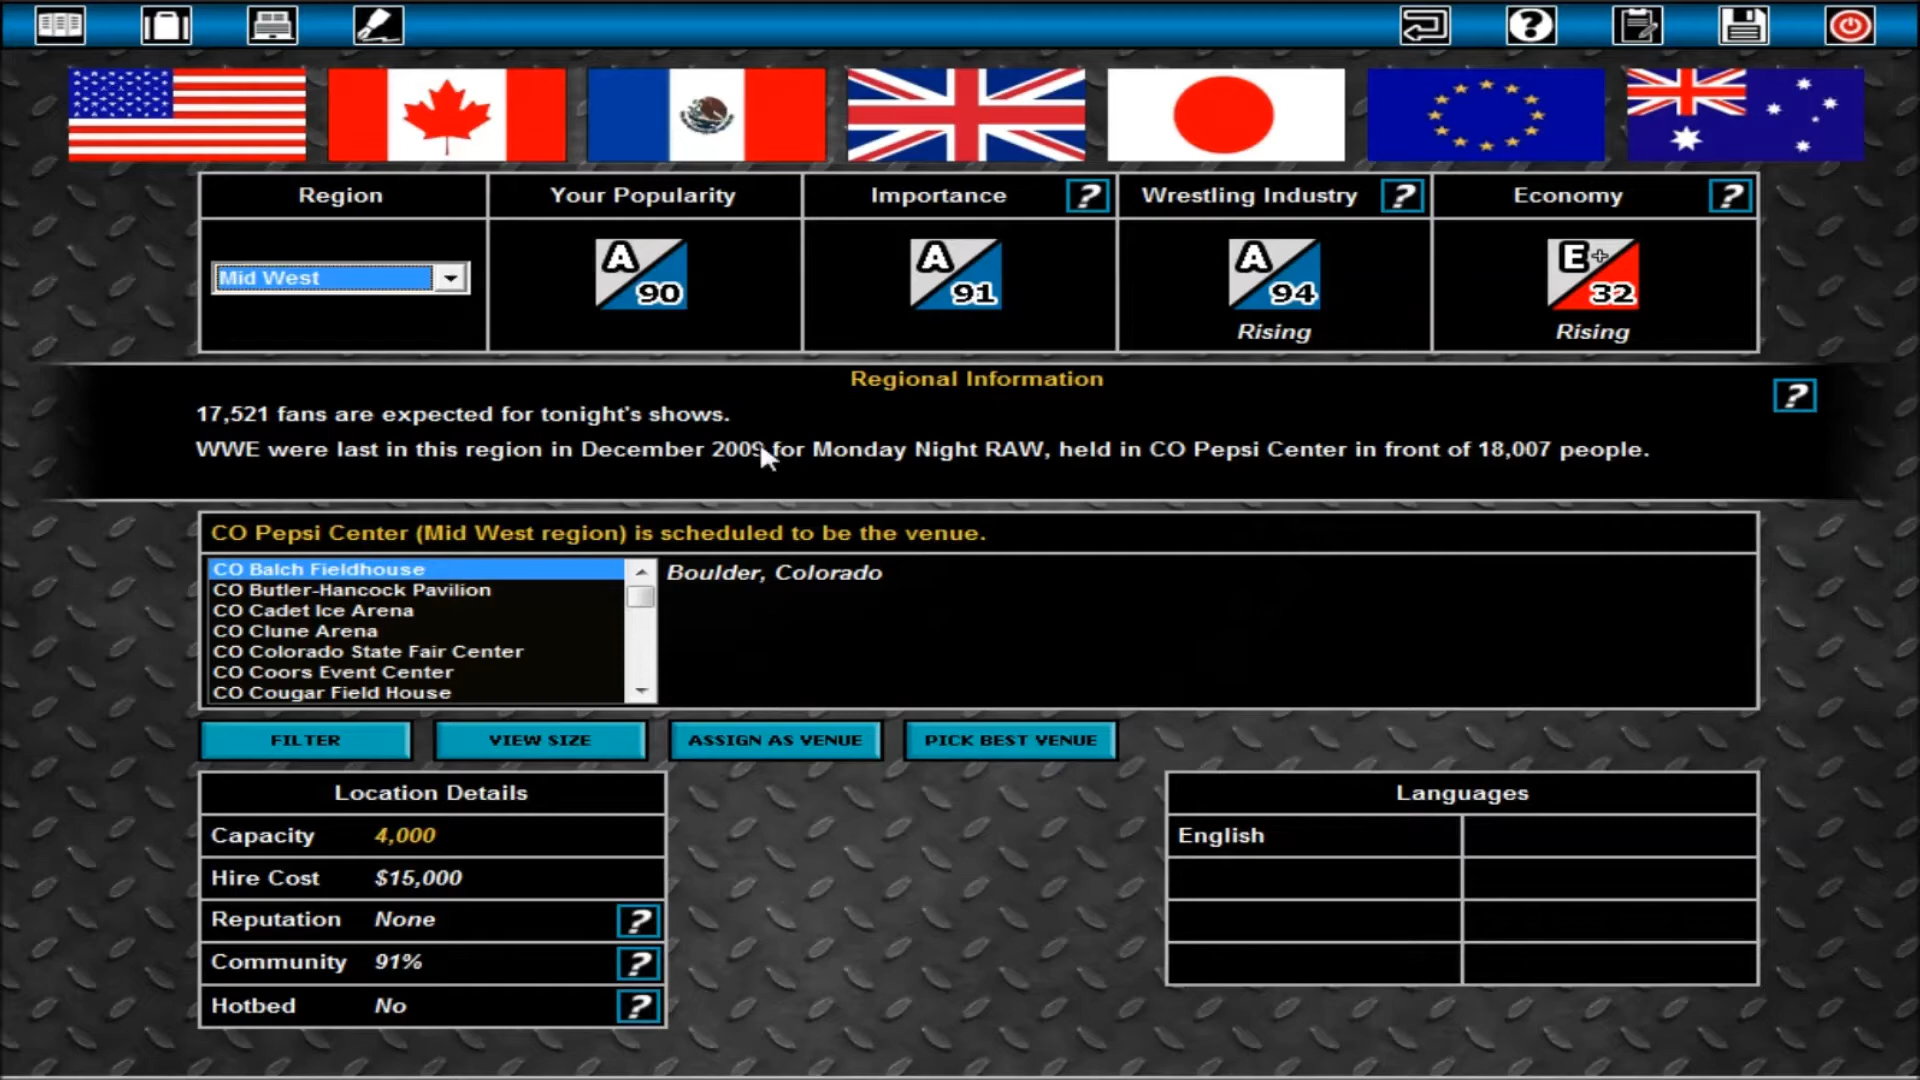 Region
Your Popularity
Importance
?
Wrestling Industry
?
Economy
?
Mid West
A
90
A
91
A
94
E+
32
Rising
Rising
Regional Information
?
17,521 fans are expected for tonight's shows.
WWE were last in this region in December 2009 for Monday Night RAW, held in CO Pepsi Center in front of 18,007 people.
CO Pepsi Center (Mid West region) is scheduled to be the venue.
CO Balch Fieldhouse
CO Butler-Hancock Pavilion
CO Cadet Ice Arena
CO Clune Arena
CO Colorado State Fair Center
CO Coors Event Center
CO Cougar Field House
Boulder, Colorado
FILTER
VIEW SIZE
ASSIGN AS VENUE
PICK BEST VENUE
Location Details
Capacity 4,000
Hire Cost $15,000
Reputation None ?
Community 91% ?
Hotbed No ?
Languages
English